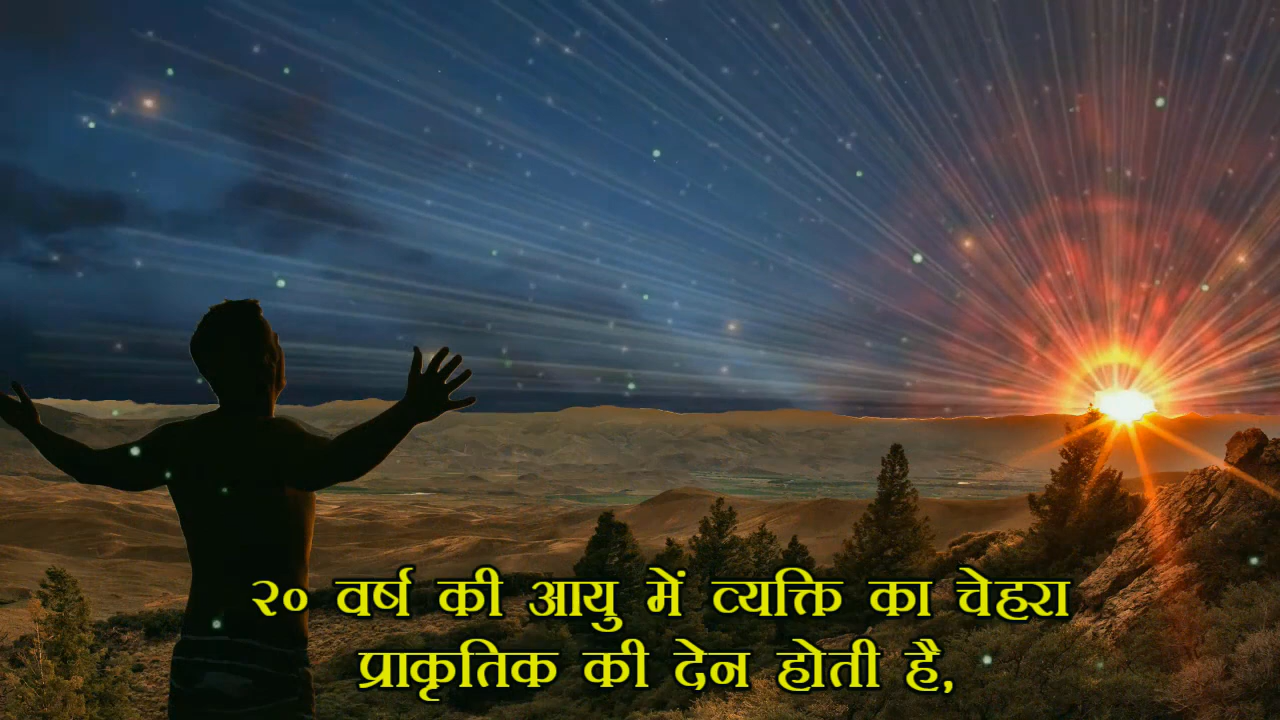 २० वर्ष की आयु में व्यक्ति का चेहरा
प्राकृतिक की देन होती है,